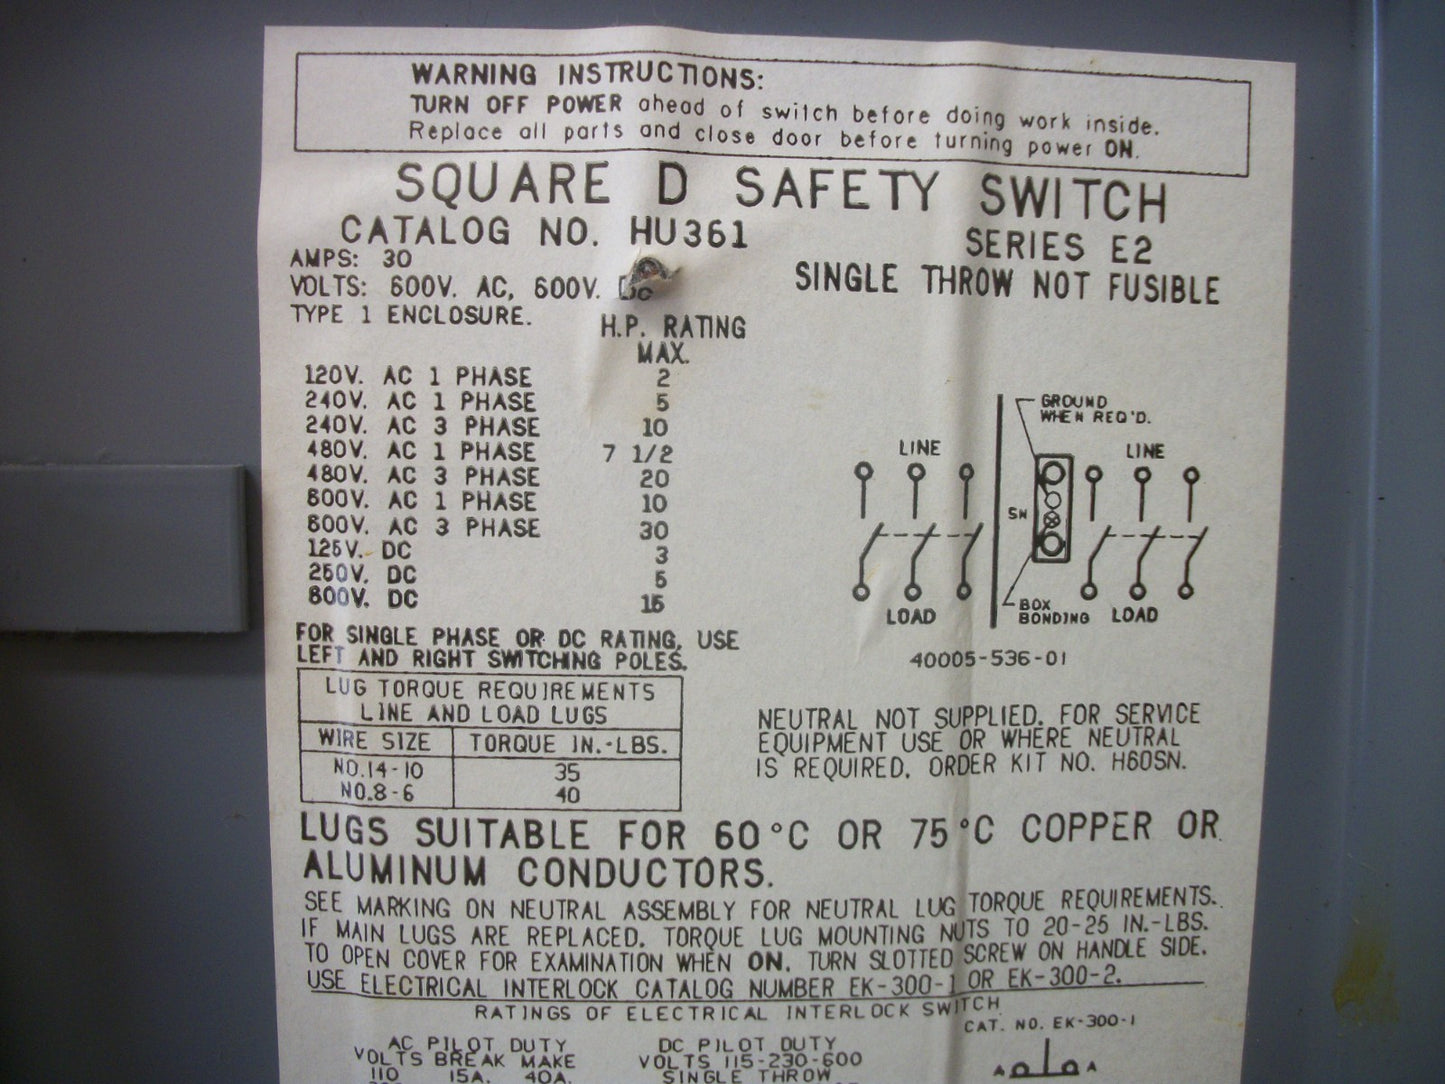 WARNING INSTRUCTIONS:
TURN OFF POWER ahead of switch before doing work inside.
Replace all parts and close door before turning power ON.
SQUARE D SAFETY SWITCH
CATALOG NO. HU361
SERIES E2
AMPS: 30
VOLTS: 600V. AC, 600V. DC
SINGLE THROW NOT FUSIBLE
TYPE 1 ENCLOSURE.
H.P. RATING
MAX.
120V. AC 1 PHASE 2
240V. AC 1 PHASE 5
240V. AC 3 PHASE 10
480V. AC 1 PHASE 7 1/2
480V. AC 3 PHASE 20
600V. AC 1 PHASE 10
600V. AC 3 PHASE 30
125V. DC 3
250V. DC 5
600V. DC 15
FOR SINGLE PHASE OR DC RATING, USE
LEFT AND RIGHT SWITCHING POLES.
GROUND
WHEN REQ'D.
LINE
LINE
SN
BOX
BONDING
LOAD
LOAD
40005-536-01
LUG TORQUE REQUIREMENTS
LINE AND LOAD LUGS
WIRE SIZE TORQUE IN.-LBS.
NO.14-10 35
NO.8-6 40
NEUTRAL NOT SUPPLIED. FOR SERVICE
EQUIPMENT USE OR WHERE NEUTRAL
IS REQUIRED. ORDER KIT NO. H60SN.
LUGS SUITABLE FOR 60°C OR 75°C COPPER OR
ALUMINUM CONDUCTORS.
SEE MARKING ON NEUTRAL ASSEMBLY FOR NEUTRAL LUG TORQUE REQUIREMENTS.
IF MAIN LUGS ARE REPLACED. TORQUE LUG MOUNTING NUTS TO 20-25 IN.-LBS.
TO OPEN COVER FOR EXAMINATION WHEN ON. TURN SLOTTED SCREW ON HANDLE SIDE.
USE ELECTRICAL INTERLOCK CATALOG NUMBER EK-300-1 OR EK-300-2.
RATINGS OF ELECTRICAL INTERLOCK SWITCH
CAT. NO. EK-300-1
AC PILOT DUTY
VOLTS BREAK MAKE
110 15A. 40A.
DC PILOT DUTY
VOLTS 115-230-600
SINGLE THROW
A A